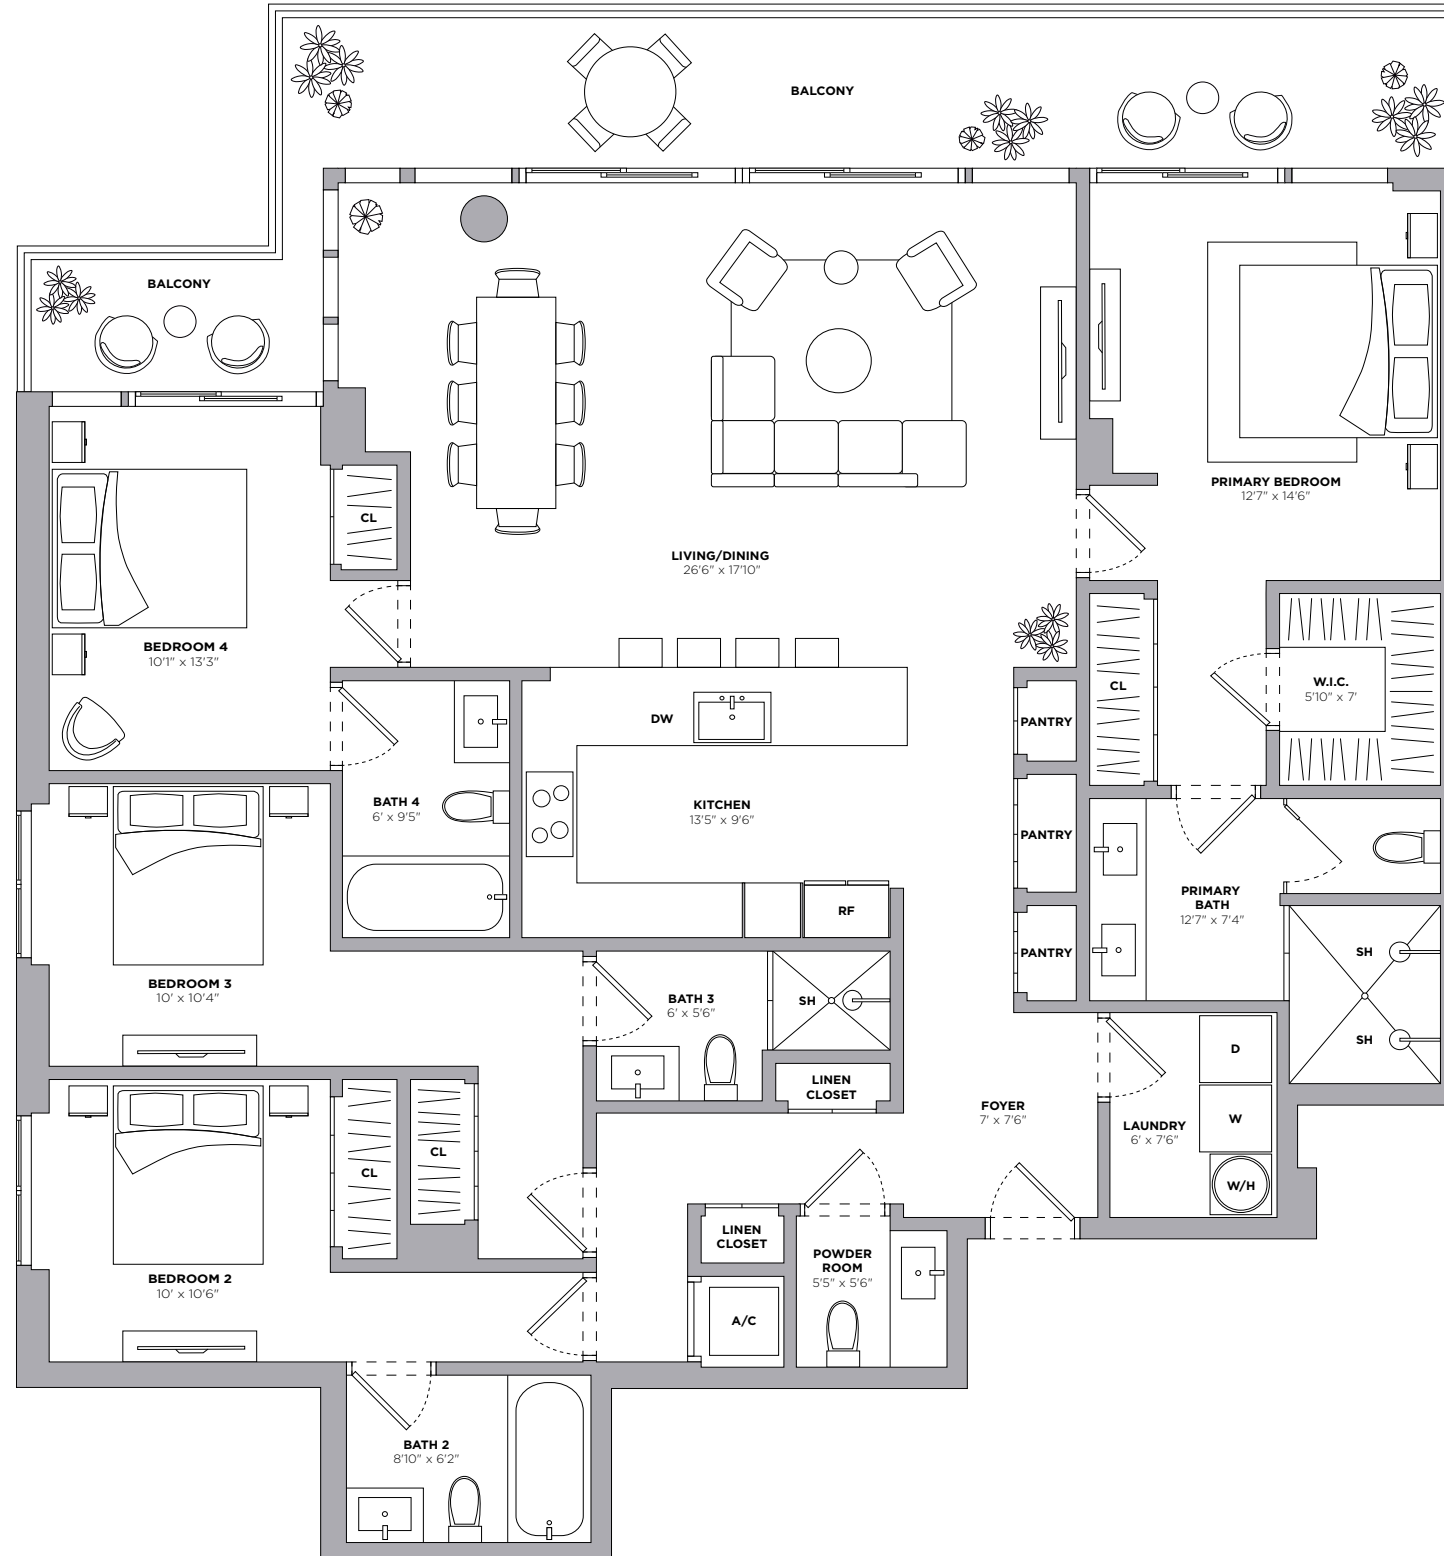 BALCONY
BALCONY
PRIMARY BEDROOM
12'7" x 14'6"
CL
LIVING/DINING
26'6" x 17'10"
BEDROOM 4
10'1" x 13'3"
CL
W.I.C.
5'10" x 7'
DW
PANTRY
BATH 4
6' x 9'5"
KITCHEN
13'5" x 9'6"
PANTRY
PRIMARY
BATH
12'7" x 7'4"
RF
PANTRY
SH
BEDROOM 3
10' x 10'4"
BATH 3
6' x 5'6"
SH
SH
D
LINEN
CLOSET
FOYER
7' x 7'6"
LAUNDRY
6' x 7'6"
W
CL
CL
W/H
LINEN
CLOSET
POWDER
ROOM
5'5" x 5'6"
BEDROOM 2
10' x 10'6"
A/C
BATH 2
8'10" x 6'2"